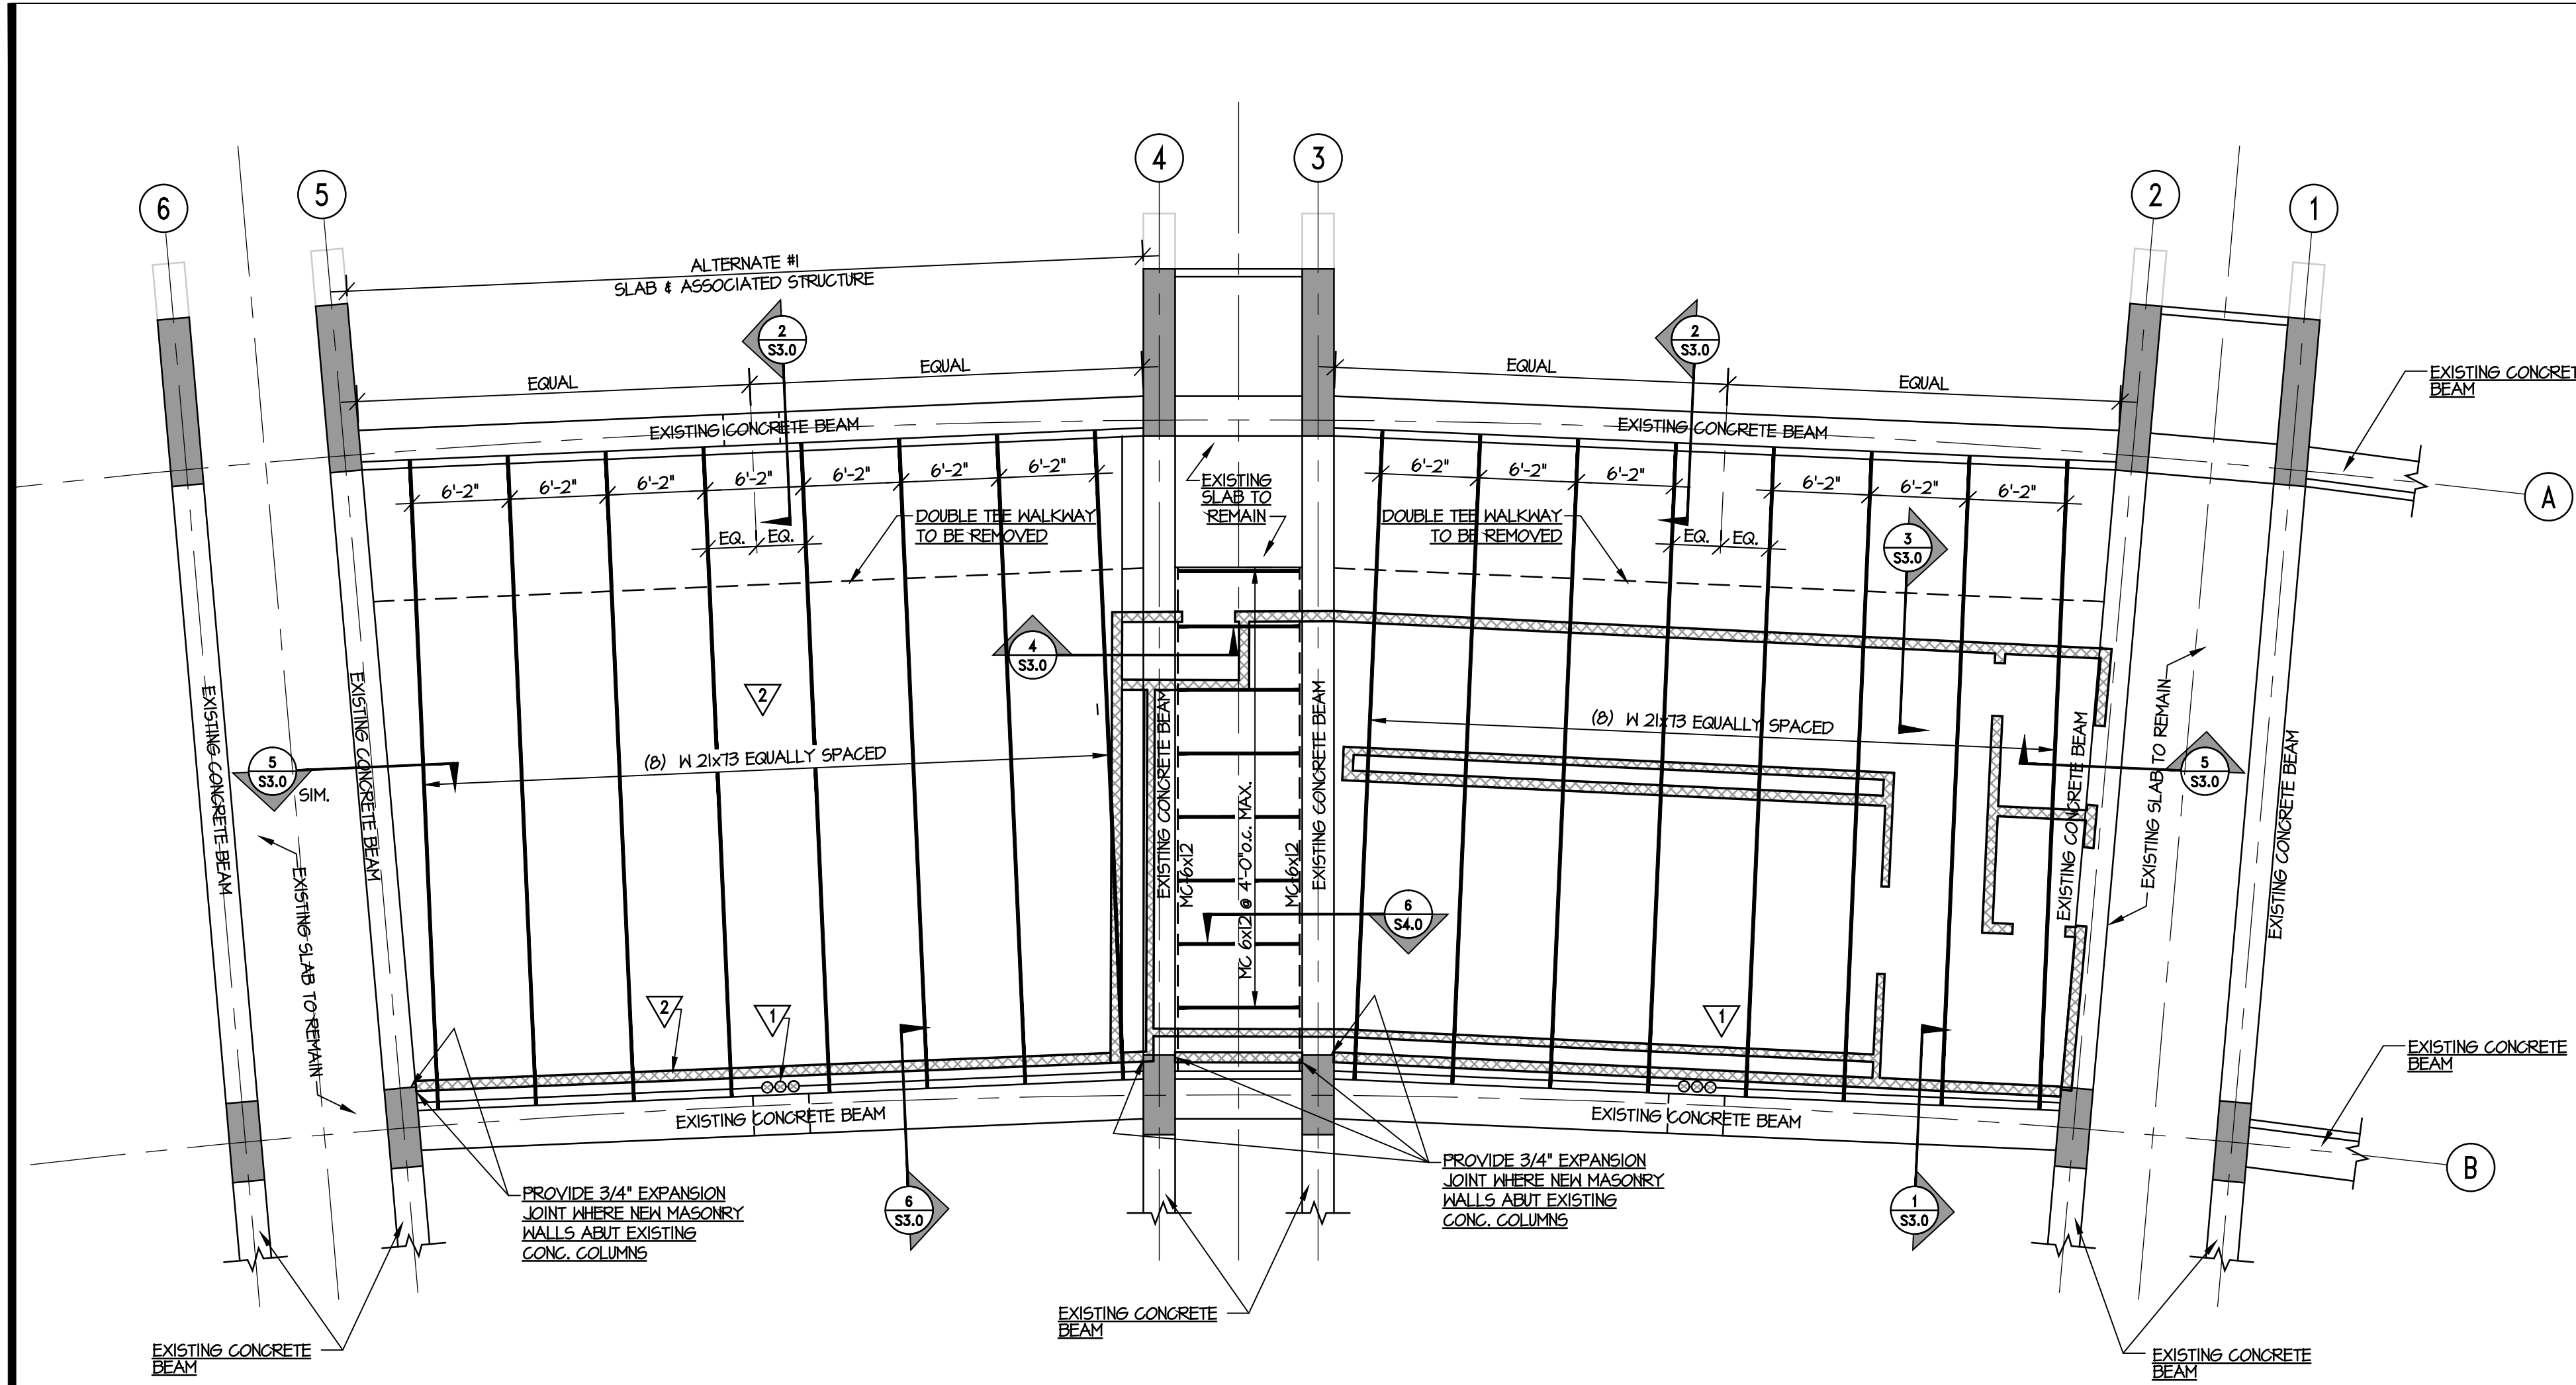 4
3
6
5
2
1
ALTERNATE #1
SLAB & ASSOCIATED STRUCTURE
2
S3.0
2
S3.0
EQUAL
EQUAL
EQUAL
EQUAL
EXISTING CONCRETE
BEAM
EXISTING CONCRETE BEAM
EXISTING CONCRETE BEAM
6'-2"
6'-2"
6'-2"
6'-2"
6'-2"
6'-2"
6'-2"
EXISTING
SLAB TO
REMAIN
6'-2"
6'-2"
6'-2"
6'-2"
6'-2"
6'-2"
A
DOUBLE TEE WALKWAY
TO BE REMOVED
DOUBLE TEE WALKWAY
TO BE REMOVED
EQ.
EQ.
EQ.
EQ.
3
S3.0
4
S3.0
2
(8) W 21x73 EQUALLY SPACED
(8) W 21x73 EQUALLY SPACED
5
S3.0
SIM.
5
S3.0
EXISTING CONCRETE BEAM
EXISTING CONCRETE BEAM
EXISTING SLAB TO REMAIN
EXISTING CONCRETE BEAM
MC 6x12
MC 6x12 @ 4'-0"o.c. MAX.
MC 6x12
EXISTING CONCRETE BEAM
EXISTING CONCRETE BEAM
EXISTING SLAB TO REMAIN
EXISTING CONCRETE BEAM
6
S4.0
2
1
1
EXISTING CONCRETE BEAM
EXISTING CONCRETE BEAM
EXISTING CONCRETE
BEAM
B
PROVIDE 3/4" EXPANSION
JOINT WHERE NEW MASONRY
WALLS ABUT EXISTING
CONC. COLUMNS
6
S3.0
PROVIDE 3/4" EXPANSION
JOINT WHERE NEW MASONRY
WALLS ABUT EXISTING
CONC. COLUMNS
1
S3.0
EXISTING CONCRETE
BEAM
EXISTING CONCRETE
BEAM
EXISTING CONCRETE
BEAM